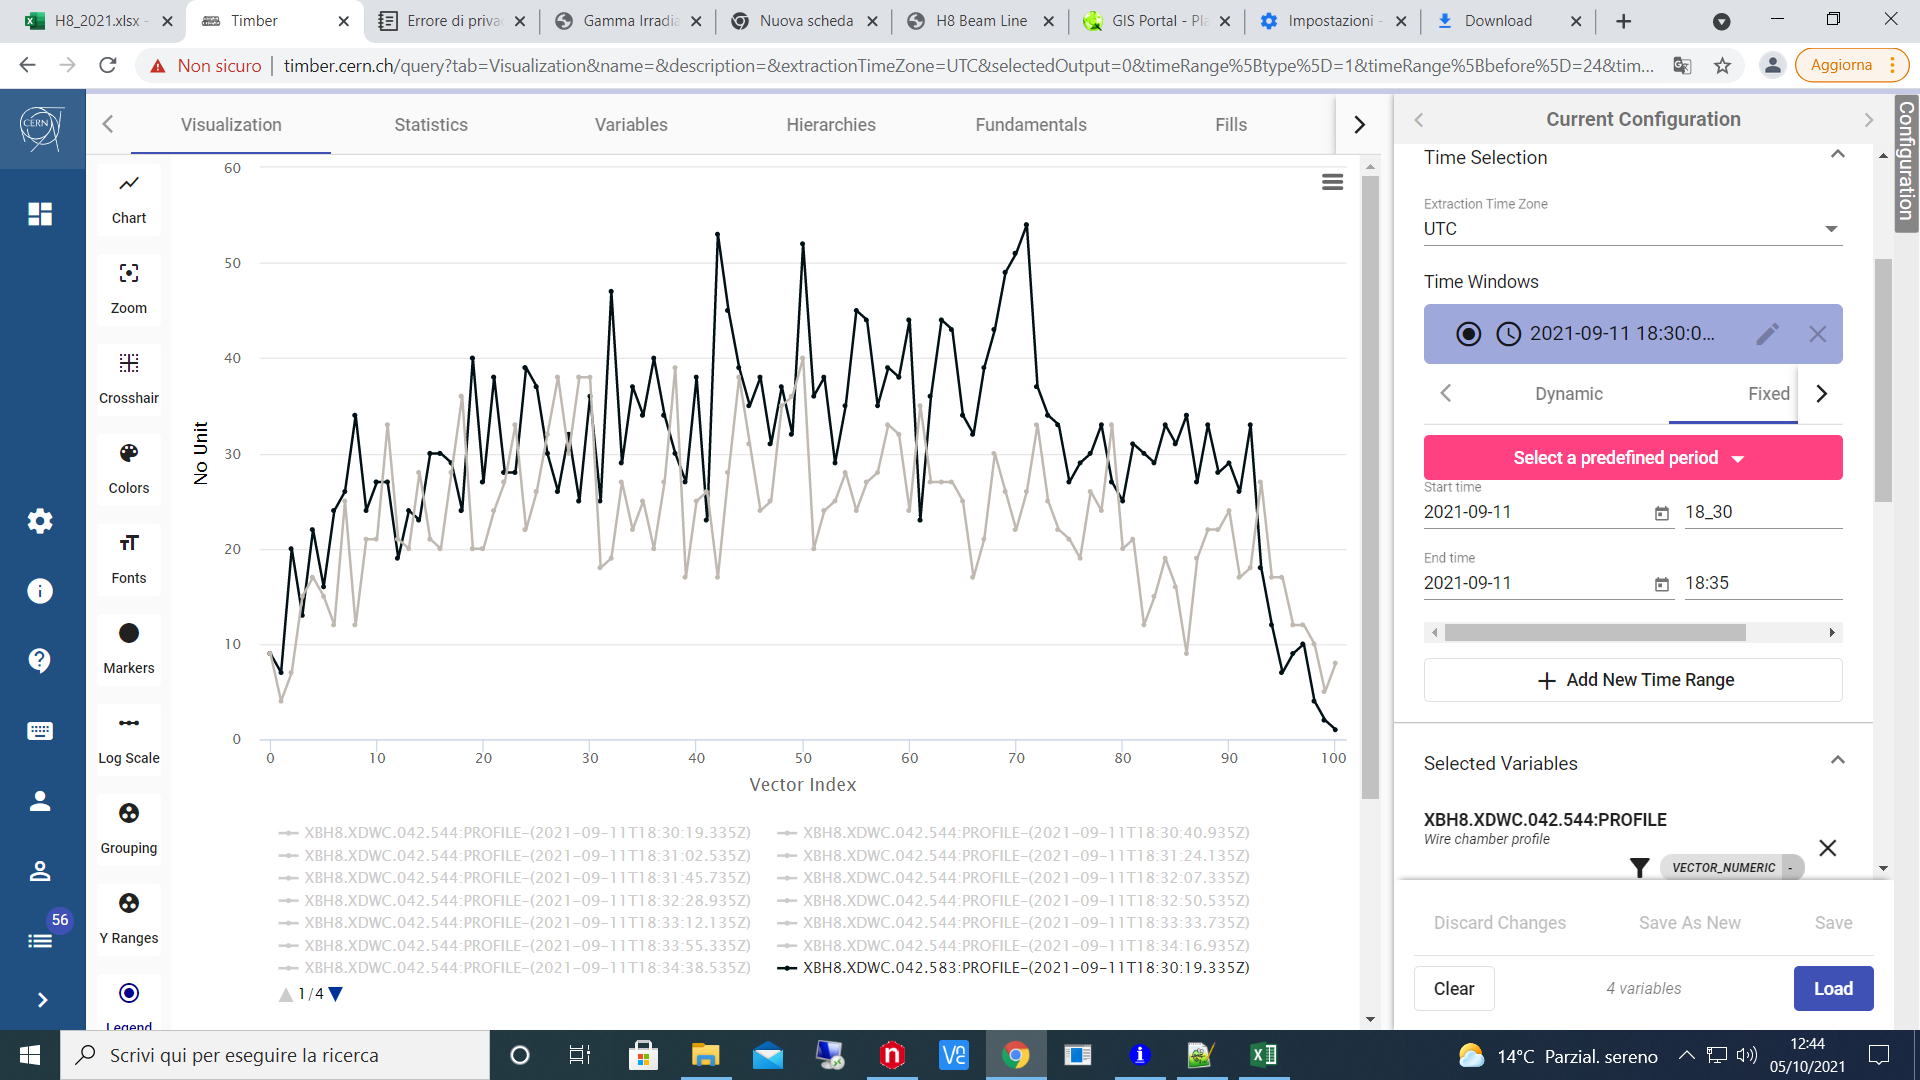 H8_2021.xlsx -
Timber
Errore di priva
Gamma Irradia
Nuova scheda
H8 Beam Line
GIS Portal - Pla
Impostazioni -
Download
Non sicuro
timber.cern.ch/query?tab=Visualization&name=&description=&extractionTimeZone=UTC&selectedOutput=0&timeRange%5Btype%5D=1&timeRange%5Bbefore%5D=24&tim...
Aggiorna
CERN
Visualization
Statistics
Variables
Hierarchies
Fundamentals
Fills
Current Configuration
Configuration
Chart
Zoom
Crosshair
Colors
Fonts
Markers
Log Scale
Grouping
Y Ranges
Legend
56
60
50
40
30
20
10
0
No Unit
0 10 20 30 40 50 60 70 80 90 100
Vector Index
XBH8.XDWC.042.544:PROFILE-(2021-09-11T18:30:19.335Z)
XBH8.XDWC.042.544:PROFILE-(2021-09-11T18:30:40.935Z)
XBH8.XDWC.042.544:PROFILE-(2021-09-11T18:31:02.535Z)
XBH8.XDWC.042.544:PROFILE-(2021-09-11T18:31:24.135Z)
XBH8.XDWC.042.544:PROFILE-(2021-09-11T18:31:45.735Z)
XBH8.XDWC.042.544:PROFILE-(2021-09-11T18:32:07.335Z)
XBH8.XDWC.042.544:PROFILE-(2021-09-11T18:32:28.935Z)
XBH8.XDWC.042.544:PROFILE-(2021-09-11T18:32:50.535Z)
XBH8.XDWC.042.544:PROFILE-(2021-09-11T18:33:12.135Z)
XBH8.XDWC.042.544:PROFILE-(2021-09-11T18:33:33.735Z)
XBH8.XDWC.042.544:PROFILE-(2021-09-11T18:33:55.335Z)
XBH8.XDWC.042.544:PROFILE-(2021-09-11T18:34:16.935Z)
XBH8.XDWC.042.544:PROFILE-(2021-09-11T18:34:38.535Z)
XBH8.XDWC.042.583:PROFILE-(2021-09-11T18:30:19.335Z)
1/4
Time Selection
Extraction Time Zone
UTC
Time Windows
2021-09-11 18:30:0...
Dynamic
Fixed
Select a predefined period
Start time
2021-09-11
18_30
End time
2021-09-11
18:35
Add New Time Range
Selected Variables
XBH8.XDWC.042.544:PROFILE
Wire chamber profile
VECTOR_NUMERIC -
Discard Changes
Save As New
Save
Clear
4 variables
Load
Scrivi qui per eseguire la ricerca
14°C Parzial. sereno
12:44
05/10/2021